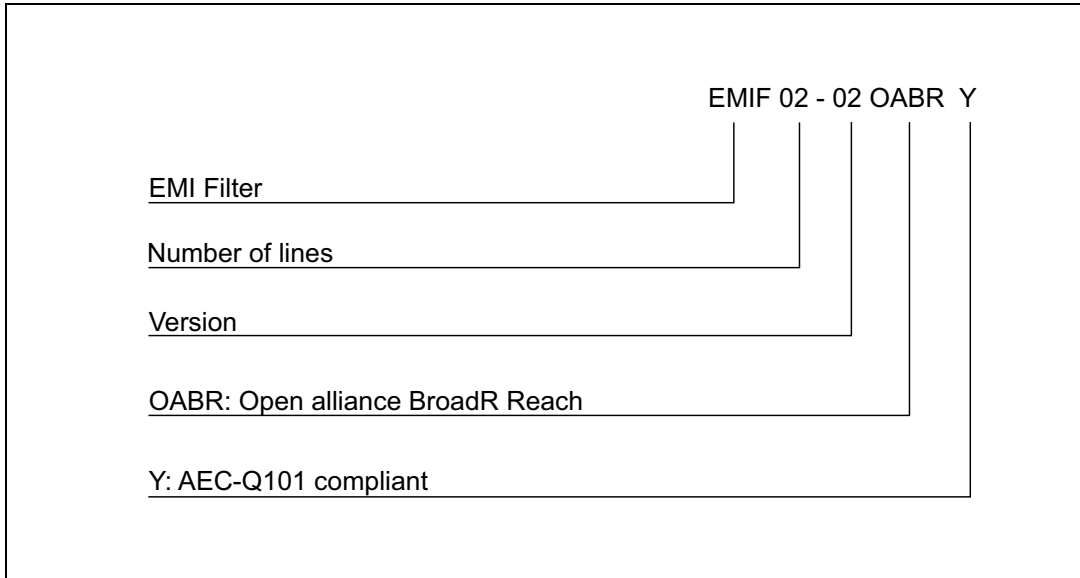 EMIF 02 - 02 OABR Y
EMI Filter
Number of lines
Version
OABR: Open alliance BroadR Reach
Y: AEC-Q101 compliant